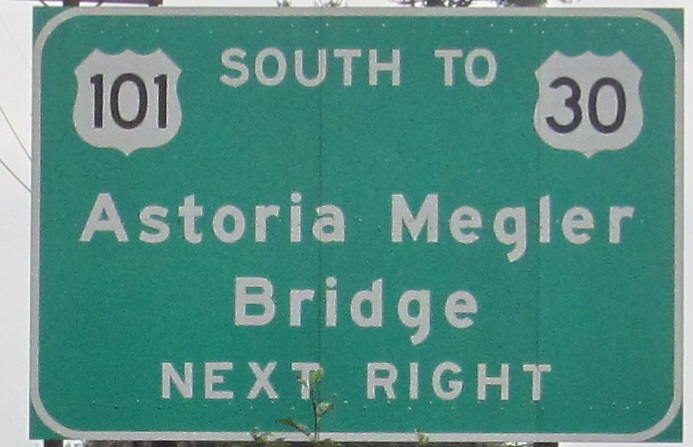 101 SOUTH TO 30
Astoria Megler
Bridge
NEXT RIGHT